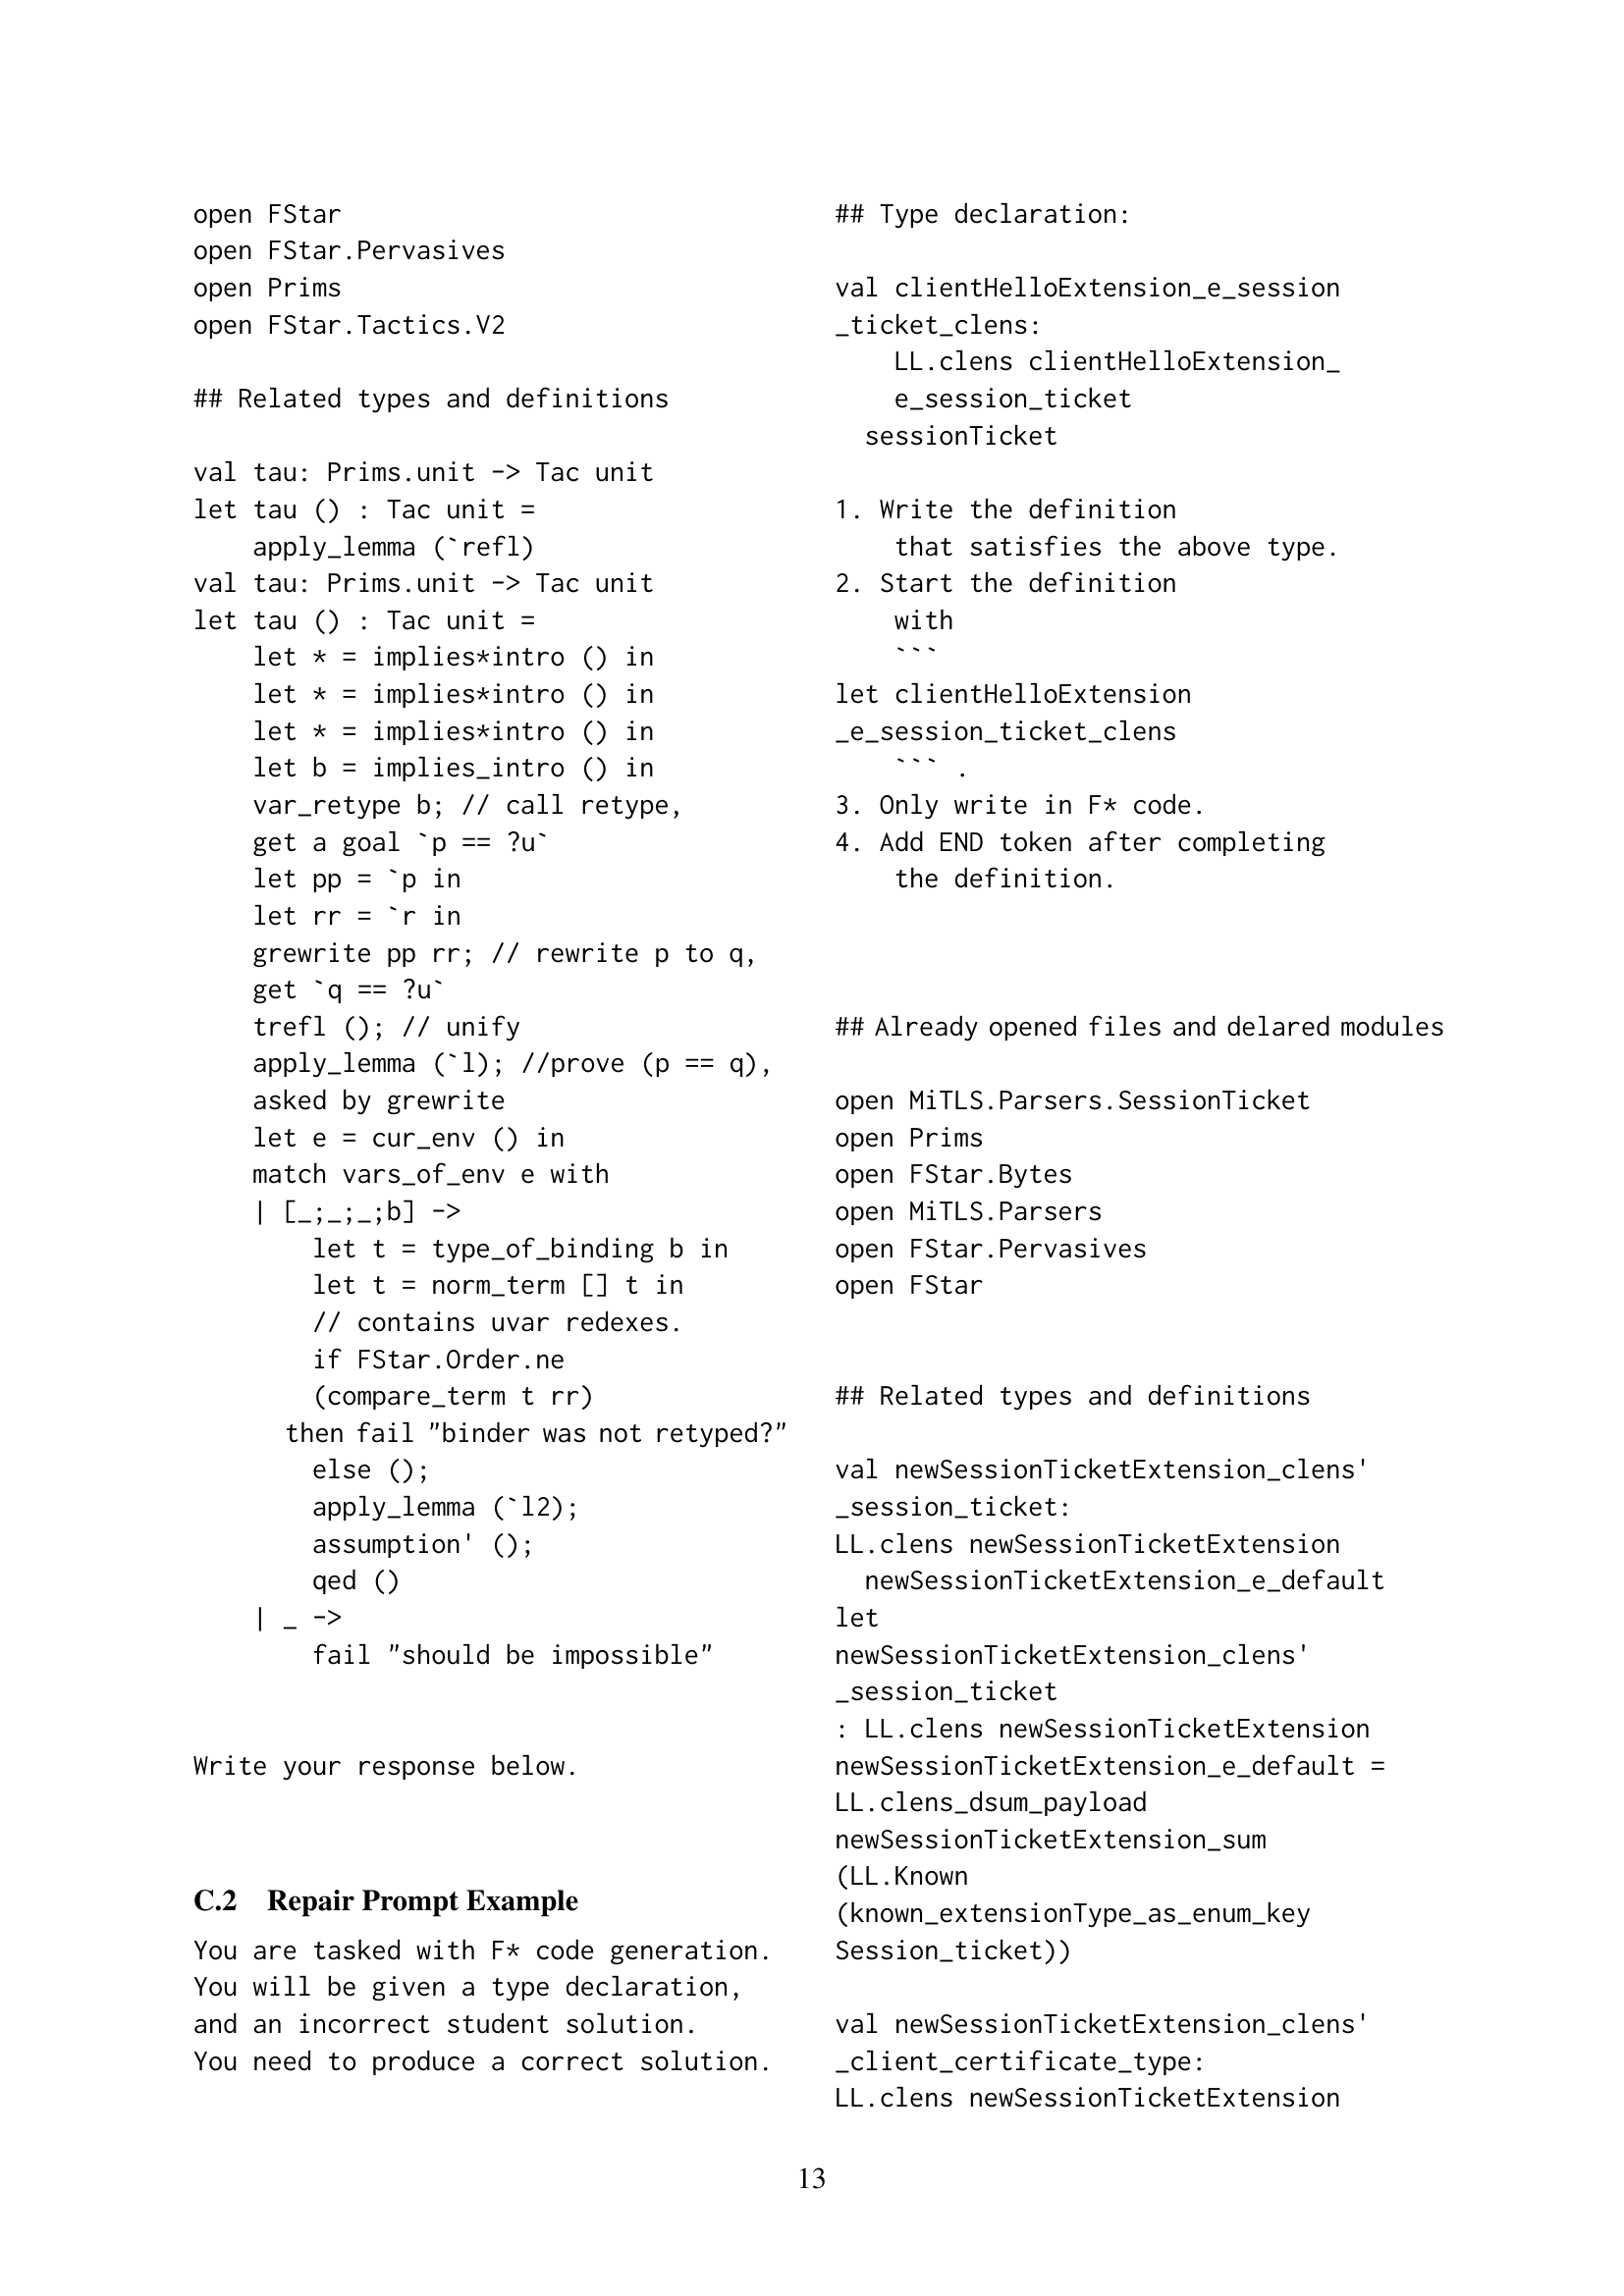 open FStar
open FStar.Pervasives
open Prims
open FStar.Tactics.V2

## Related types and definitions

val tau: Prims.unit -> Tac unit
let tau () : Tac unit =
    apply_lemma (`refl)
val tau: Prims.unit -> Tac unit
let tau () : Tac unit =
    let * = implies*intro () in
    let * = implies*intro () in
    let * = implies*intro () in
    let b = implies_intro () in
    var_retype b; // call retype,
    get a goal `p == ?u`
    let pp = `p in
    let rr = `r in
    grewrite pp rr; // rewrite p to q,
    get `q == ?u`
    trefl (); // unify
    apply_lemma (`l); //prove (p == q),
    asked by grewrite
    let e = cur_env () in
    match vars_of_env e with
    | [_;_;_;b] ->
        let t = type_of_binding b in
        let t = norm_term [] t in
        // contains uvar redexes.
        if FStar.Order.ne
        (compare_term t rr)
      then fail "binder was not retyped?"
        else ();
        apply_lemma (`l2);
        assumption' ();
        qed ()
    | _ ->
        fail "should be impossible"

Write your response below.

C.2 Repair Prompt Example
You are tasked with F* code generation.
You will be given a type declaration,
and an incorrect student solution.
You need to produce a correct solution.

## Type declaration:

val clientHelloExtension_e_session
_ticket_clens:
    LL.clens clientHelloExtension_
    e_session_ticket
  sessionTicket

1. Write the definition
    that satisfies the above type.
2. Start the definition
    with
    ```
let clientHelloExtension
_e_session_ticket_clens
    ``` .
3. Only write in F* code.
4. Add END token after completing
    the definition.

## Already opened files and delared modules

open MiTLS.Parsers.SessionTicket
open Prims
open FStar.Bytes
open MiTLS.Parsers
open FStar.Pervasives
open FStar

## Related types and definitions

val newSessionTicketExtension_clens'
_session_ticket:
LL.clens newSessionTicketExtension
  newSessionTicketExtension_e_default
let
newSessionTicketExtension_clens'
_session_ticket
: LL.clens newSessionTicketExtension
newSessionTicketExtension_e_default =
LL.clens_dsum_payload
newSessionTicketExtension_sum
(LL.Known
(known_extensionType_as_enum_key
Session_ticket))

val newSessionTicketExtension_clens'
_client_certificate_type:
LL.clens newSessionTicketExtension

13